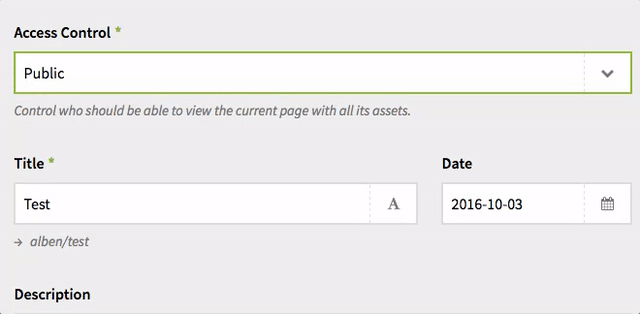 Access Control *
Public
Control who should be able to view the current page with all its assets.
Title * Date
Test A 2016-10-03
→ alben/test
Description